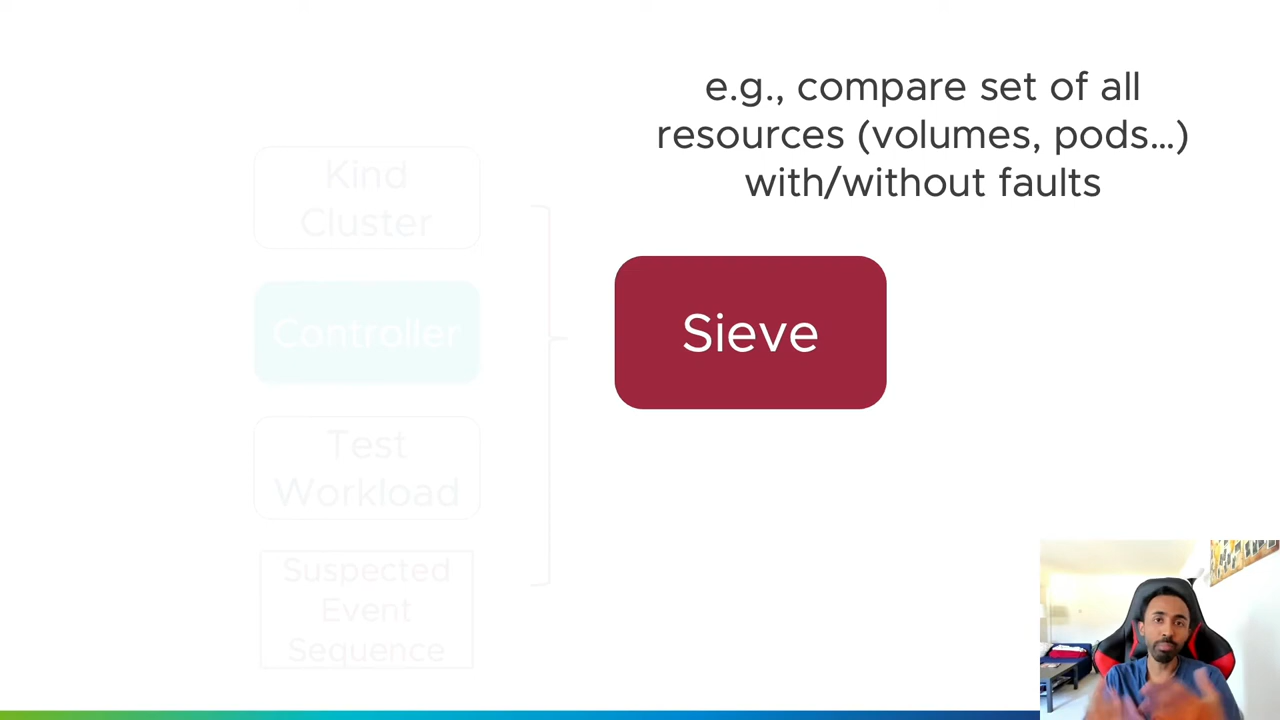 e.g., compare set of all
resources (volumes, pods...)
with/without faults
Kind
Cluster
Controller
Sieve
Test
Workload
Suspected
Event
Sequence